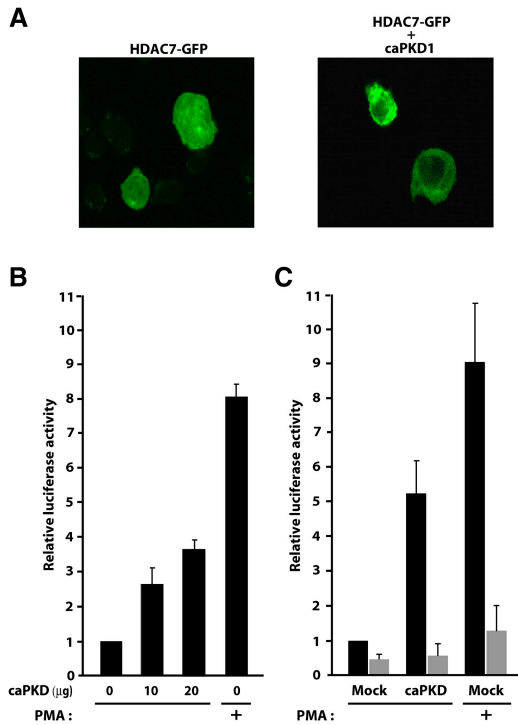 A
HDAC7-GFP
HDAC7-GFP
+
caPKD1
B
Relative luciferase activity
11
10
9
8
7
6
5
4
3
2
1
caPKD (µg) 0 10 20 0
PMA : +
C
Relative luciferase activity
11
10
9
8
7
6
5
4
3
2
1
0
Mock caPKD Mock
PMA : +